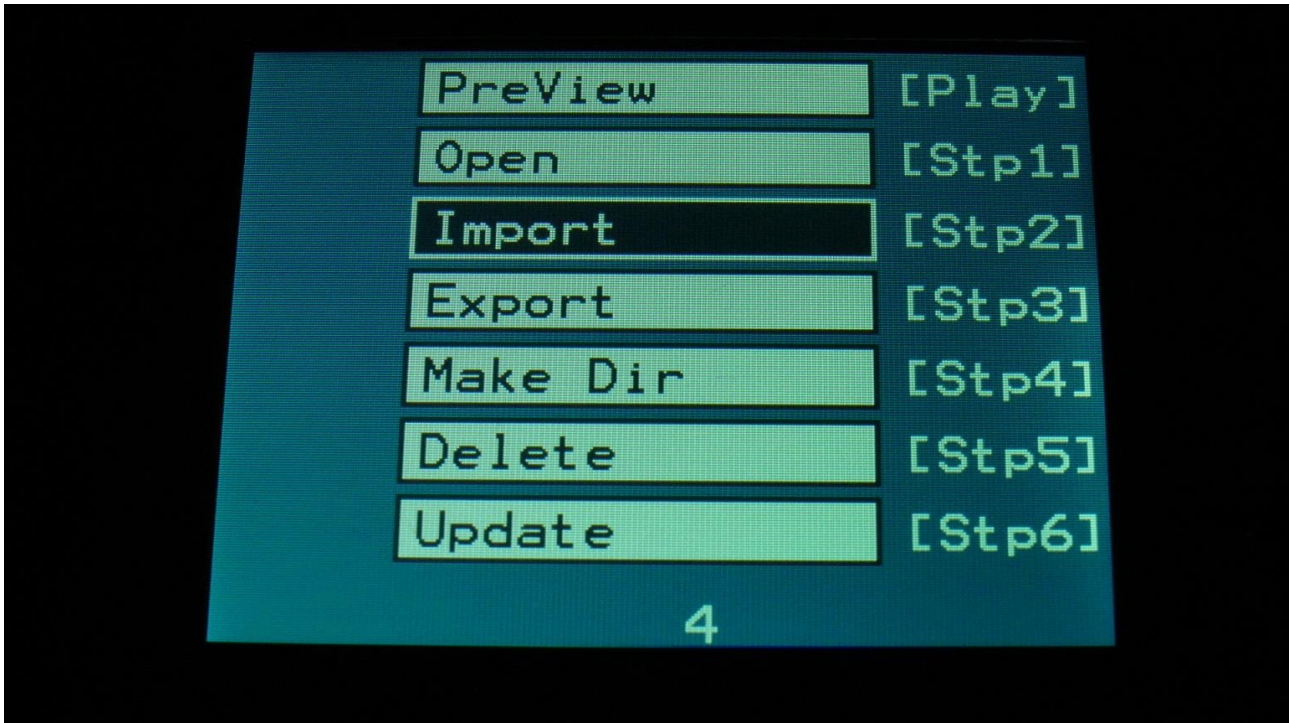 PreView [Play]
Open [Stp1]
Import [Stp2]
Export [Stp3]
Make Dir [Stp4]
Delete [Stp5]
Update [Stp6]
4